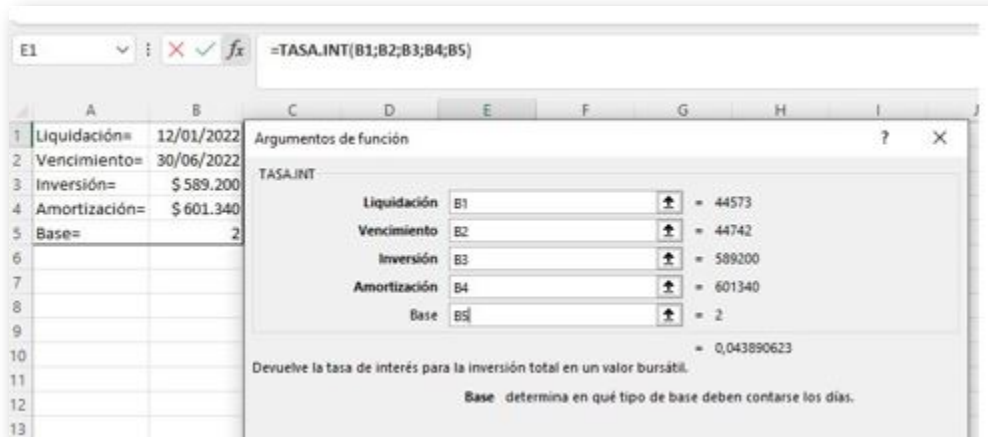 E1 fx =TASA.INT(B1;B2;B3;B4;B5)
A B C D E F G H I J
1 Liquidación= 12/01/2022
2 Vencimiento= 30/06/2022
3 Inversión= $ 589.200
4 Amortización= $ 601.340
5 Base= 2
6
7
8
9
10
11
12
13
Argumentos de función ? ×
TASA.INT
Liquidación B1 = 44573
Vencimiento B2 = 44742
Inversión B3 = 589200
Amortización B4 = 601340
Base B5 = 2
= 0,043890623
Devuelve la tasa de interés para la inversión total en un valor bursátil.
Base determina en qué tipo de base deben contarse los días.